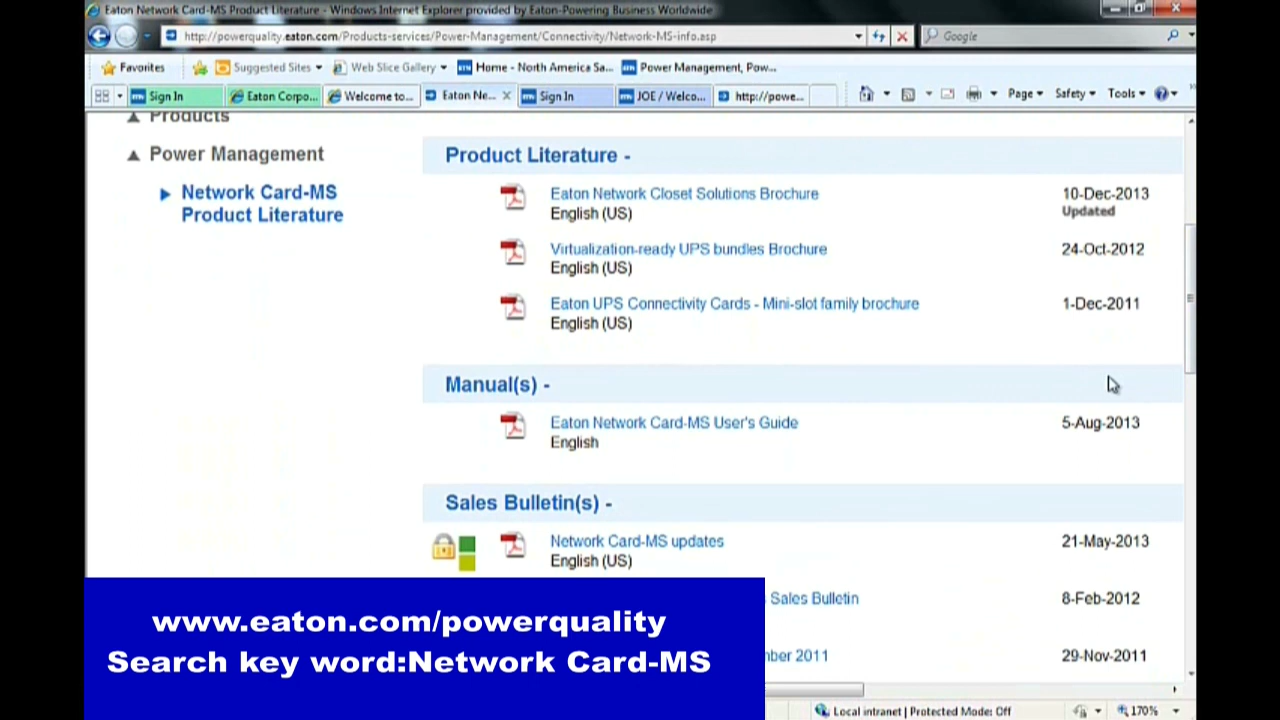 Eaton Network Card-MS Product Literature - Windows Internet Explorer provided by Eaton-Powering Business Worldwide
http://powerquality.eaton.com/Products-services/Power-Management/Connectivity/Network-MS-info.asp
Google
Favorites
Suggested Sites
Web Slice Gallery
Home - North America Sa...
Power Management, Pow...
Sign In
Eaton Corpo...
Welcome to...
Eaton Ne...
Sign In
JOE / Welco...
http://powe...
Page
Safety
Tools
Products
Power Management
Network Card-MS
Product Literature
Product Literature -
Eaton Network Closet Solutions Brochure 10-Dec-2013
English (US) Updated
Virtualization-ready UPS bundles Brochure 24-Oct-2012
English (US)
Eaton UPS Connectivity Cards - Mini-slot family brochure 1-Dec-2011
English (US)
Manual(s) -
Eaton Network Card-MS User's Guide 5-Aug-2013
English
Sales Bulletin(s) -
Network Card-MS updates 21-May-2013
English (US)
Sales Bulletin 8-Feb-2012
2011 29-Nov-2011
www.eaton.com/powerquality
Search key word:Network Card-MS
Local intranet | Protected Mode: Off
170%